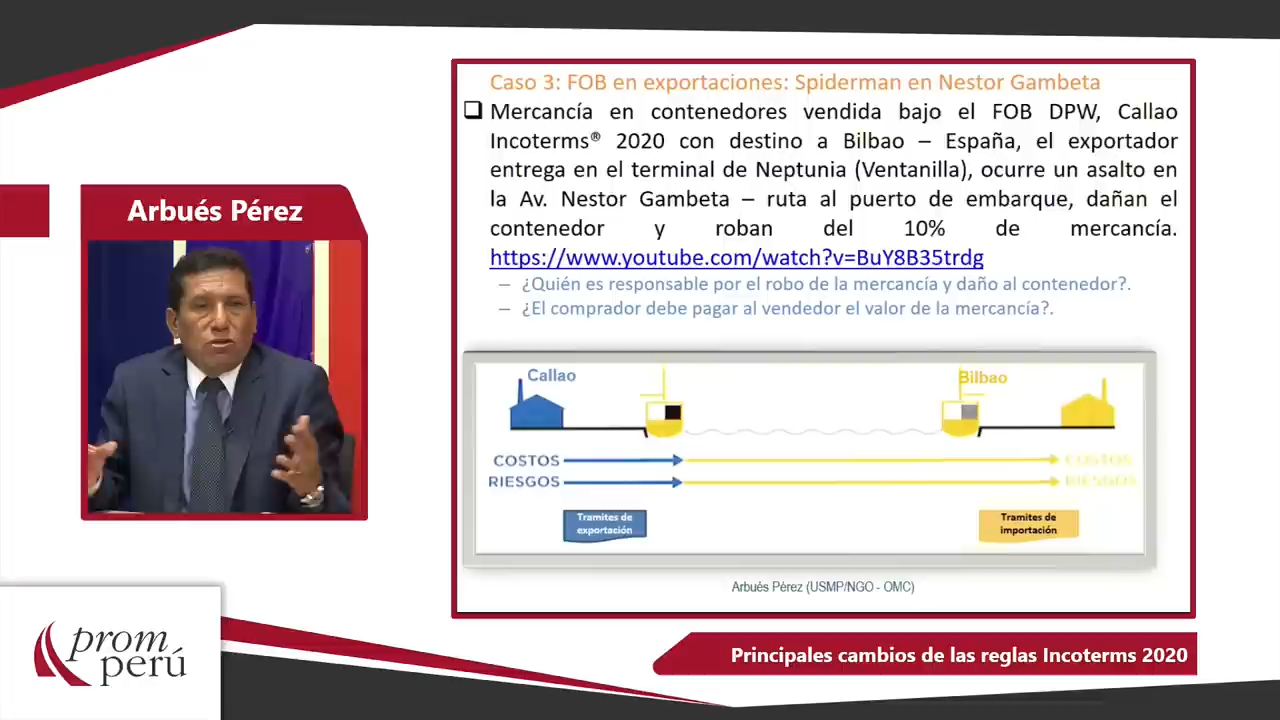 Caso 3: FOB en exportaciones: Spiderman en Nestor Gambeta
❑ Mercancía en contenedores vendida bajo el FOB DPW, Callao
Incoterms® 2020 con destino a Bilbao – España, el exportador
entrega en el terminal de Neptunia (Ventanilla), ocurre un asalto en
la Av. Nestor Gambeta – ruta al puerto de embarque, dañan el
contenedor y roban del 10% de mercancía.
https://www.youtube.com/watch?v=BuY8B35trdg
– ¿Quién es responsable por el robo de la mercancía y daño al contenedor?.
– ¿El comprador debe pagar al vendedor el valor de la mercancía?.
Arbués Pérez
Callao
Bilbao
COSTOS
COSTOS
RIESGOS
RIESGOS
Tramites de
exportación
Tramites de
importación
Arbués Pérez (USMP/NGO - OMC)
prom
perú
Principales cambios de las reglas Incoterms 2020